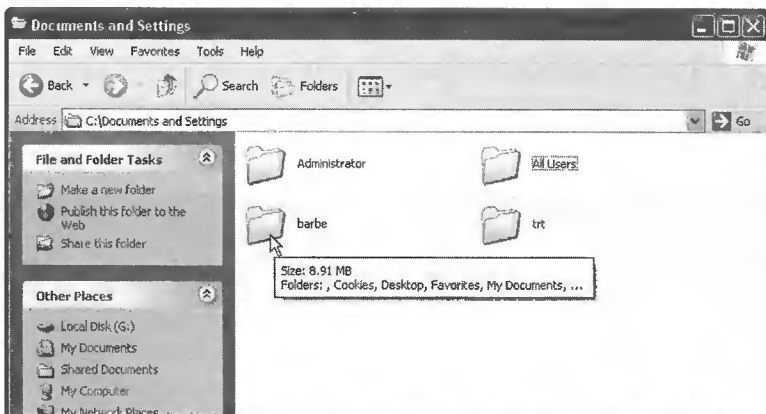 Documents and Settings
File Edit View Favorites Tools Help
Back Search Folders
Address C:\Documents and Settings Go
File and Folder Tasks
Make a new folder
Publish this folder to the
Web
Share this folder
Other Places
Local Disk (G:)
My Documents
Shared Documents
My Computer
My Network Places
Administrator All Users
barbe trt
Size: 8.91 MB
Folders: , Cookies, Desktop, Favorites, My Documents, ...